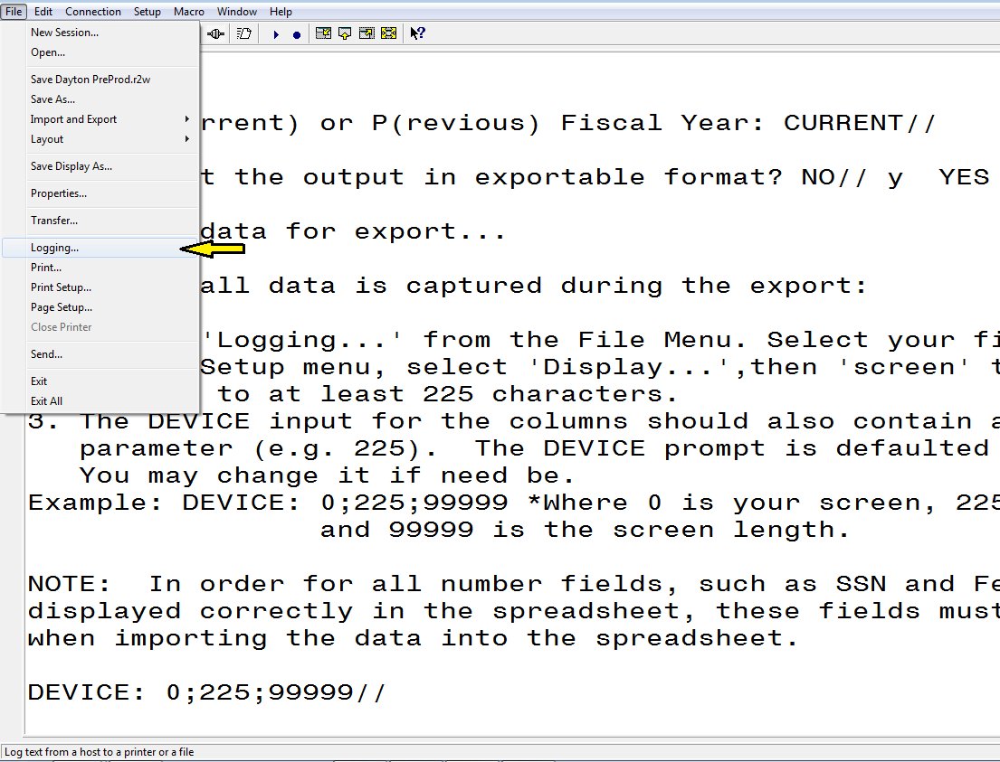 File Edit Connection Setup Macro Window Help
New Session...
Open...
Save Dayton PreProd.r2w
Save As...
Import and Export
Layout
Save Display As...
Properties...
Transfer...
Logging...
Print...
Print Setup...
Page Setup...
Close Printer
Send...
Exit
Exit All
rrent) or P(revious) Fiscal Year: CURRENT//
t the output in exportable format? NO// y YES
data for export...
all data is captured during the export:
'Logging...' from the File Menu. Select your fi
Setup menu, select 'Display...',then 'screen' t
to at least 225 characters.
3. The DEVICE input for the columns should also contain a
parameter (e.g. 225). The DEVICE prompt is defaulted
You may change it if need be.
Example: DEVICE: 0;225;99999 *Where 0 is your screen, 225
and 99999 is the screen length.
NOTE: In order for all number fields, such as SSN and Fe
displayed correctly in the spreadsheet, these fields must
when importing the data into the spreadsheet.
DEVICE: 0;225;99999//
Log text from a host to a printer or a file